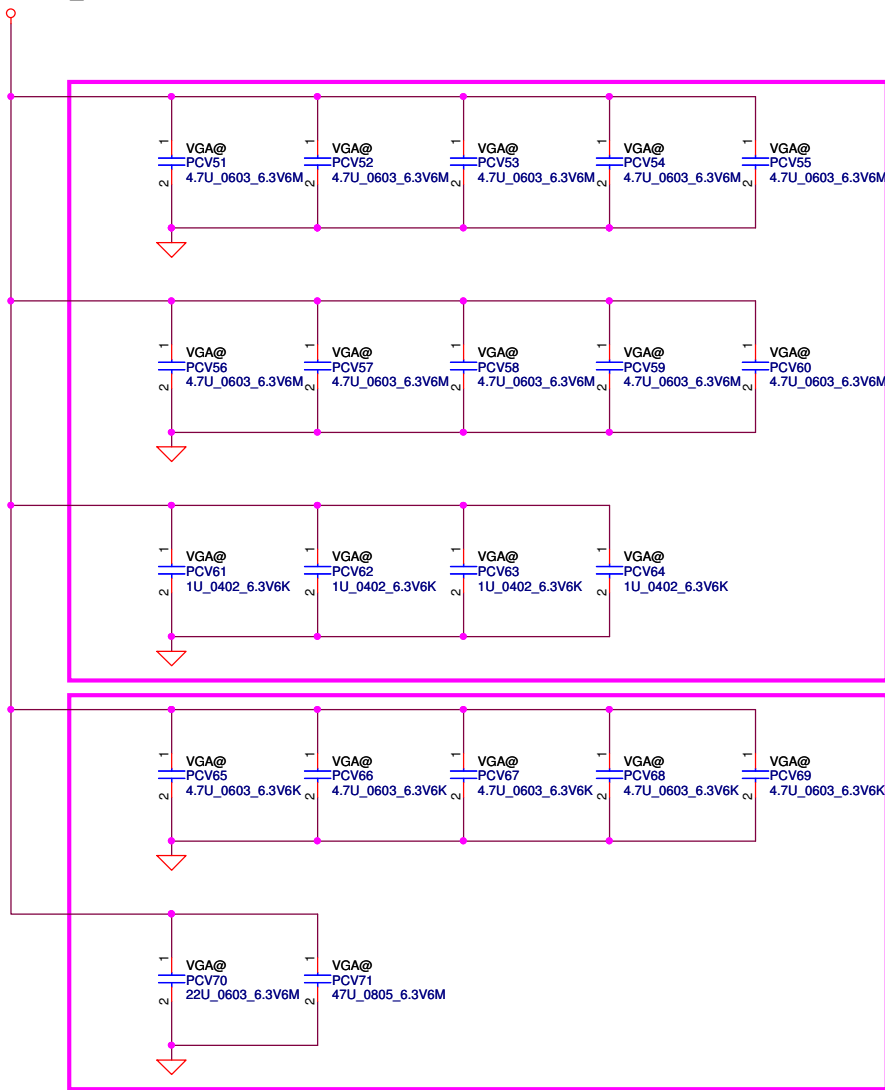 1 VGA@ 1 VGA@ 1 VGA@ 1 VGA@ 1 VGA@
PCV51 PCV52 PCV53 PCV54 PCV55
2 4.7U_0603_6.3V6M 2 4.7U_0603_6.3V6M 2 4.7U_0603_6.3V6M 2 4.7U_0603_6.3V6M 2 4.7U_0603_6.3V6M
1 VGA@ 1 VGA@ 1 VGA@ 1 VGA@ 1 VGA@
PCV56 PCV57 PCV58 PCV59 PCV60
2 4.7U_0603_6.3V6M 2 4.7U_0603_6.3V6M 2 4.7U_0603_6.3V6M 2 4.7U_0603_6.3V6M 2 4.7U_0603_6.3V6M
1 VGA@ 1 VGA@ 1 VGA@ 1 VGA@
PCV61 PCV62 PCV63 PCV64
2 1U_0402_6.3V6K 2 1U_0402_6.3V6K 2 1U_0402_6.3V6K 2 1U_0402_6.3V6K
1 VGA@ 1 VGA@ 1 VGA@ 1 VGA@ 1 VGA@
PCV65 PCV66 PCV67 PCV68 PCV69
2 4.7U_0603_6.3V6K 2 4.7U_0603_6.3V6K 2 4.7U_0603_6.3V6K 2 4.7U_0603_6.3V6K 2 4.7U_0603_6.3V6K
1 VGA@ 1 VGA@
PCV70 PCV71
2 22U_0603_6.3V6M 2 47U_0805_6.3V6M